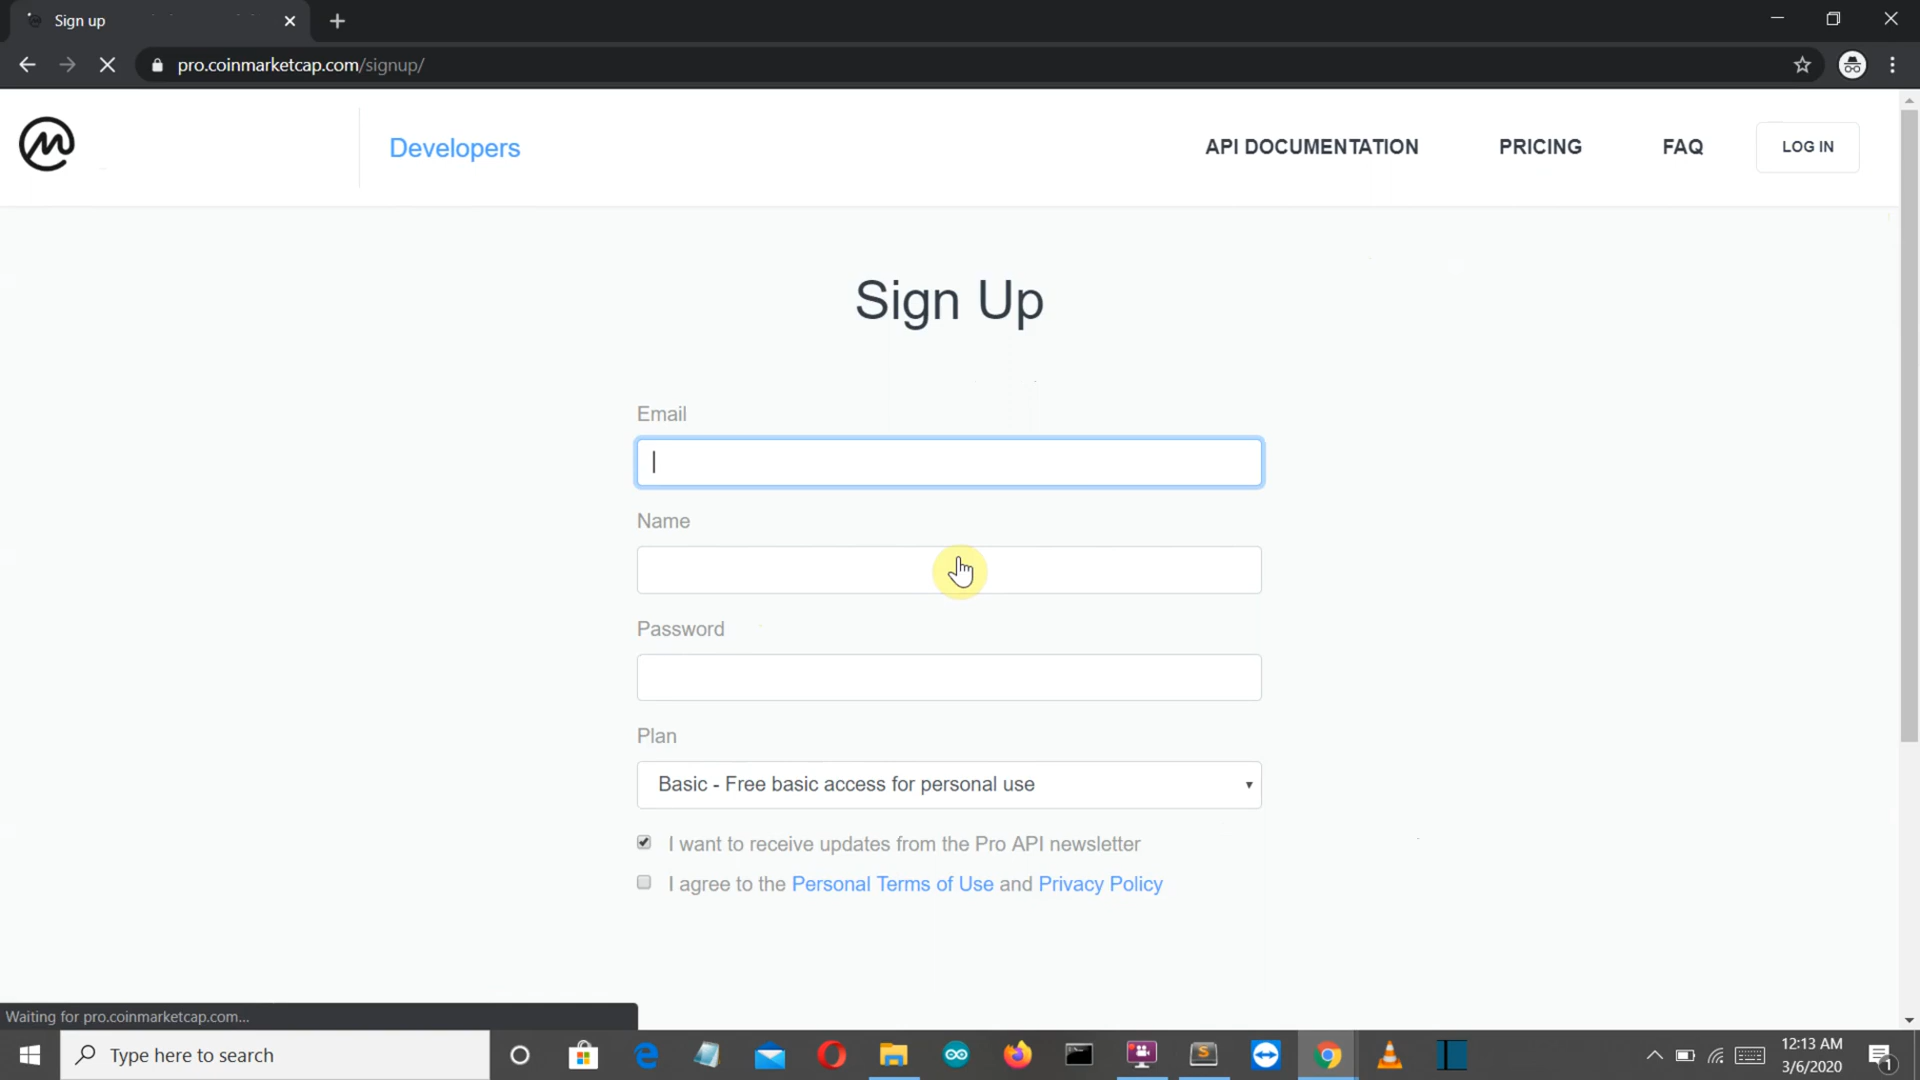 Sign up
pro.coinmarketcap.com/signup/
Developers
API DOCUMENTATION
PRICING
FAQ
LOG IN
Sign Up
Email
Name
Password
Plan
Basic - Free basic access for personal use
I want to receive updates from the Pro API newsletter
I agree to the Personal Terms of Use and Privacy Policy
Waiting for pro.coinmarketcap.com...
Type here to search
12:13 AM
3/6/2020
1